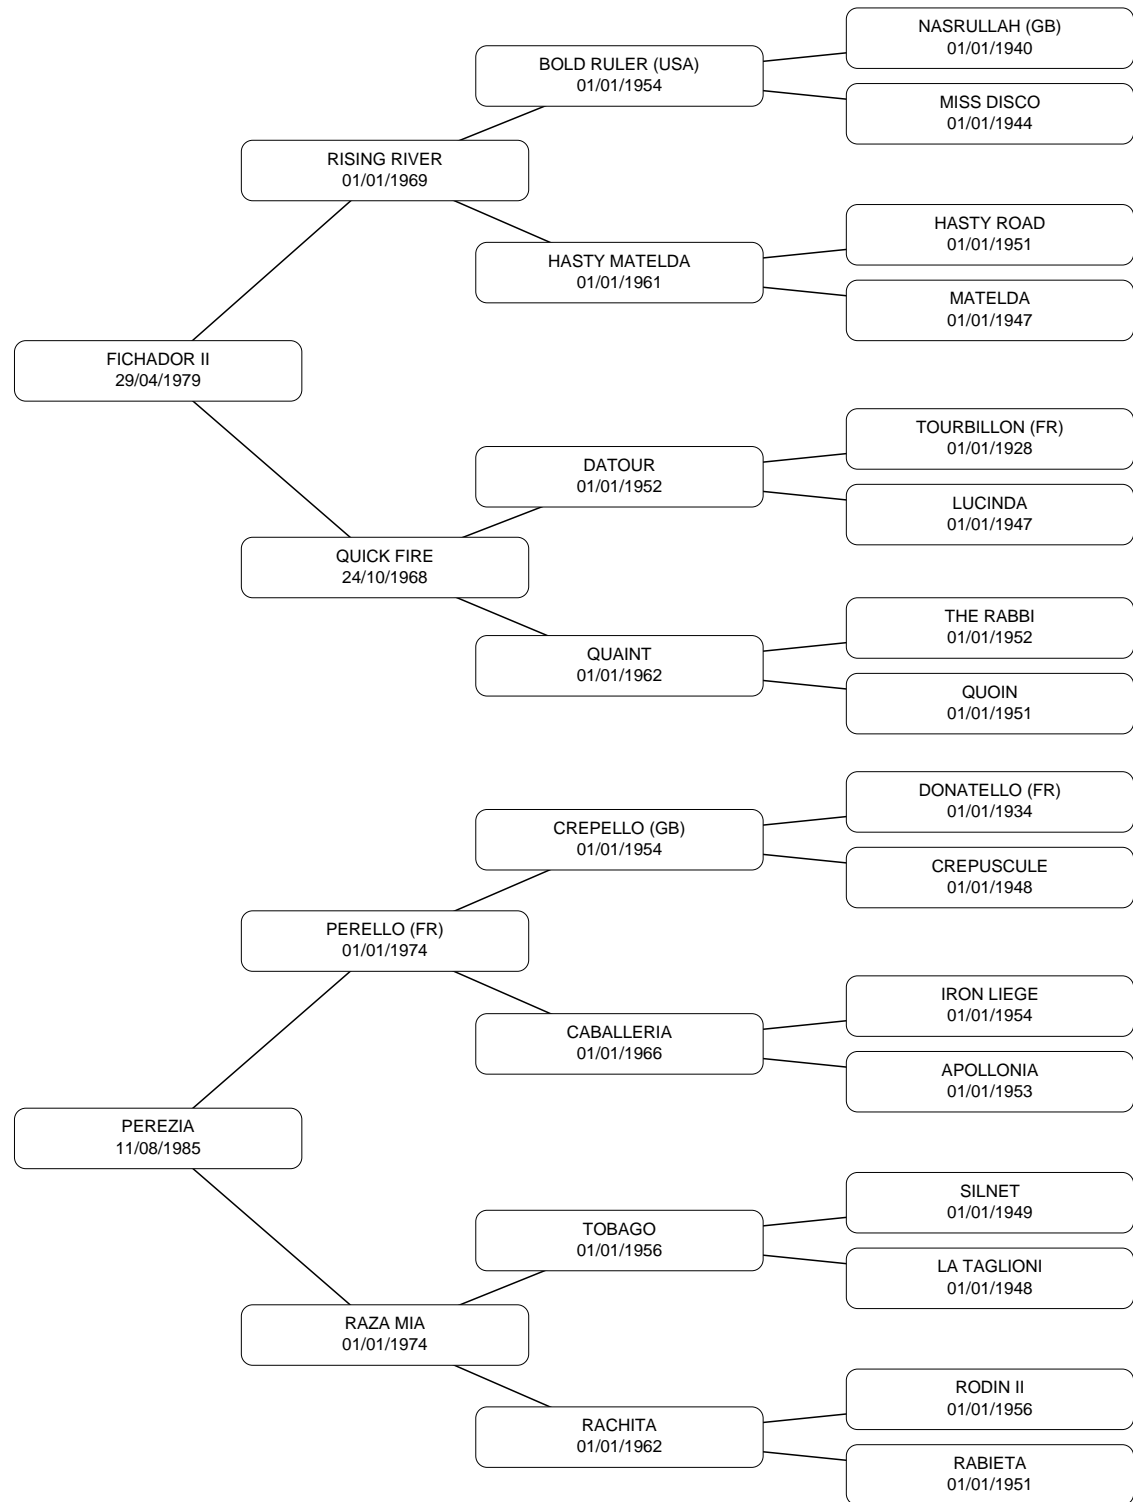 NASRULLAH (GB)
01/01/1940
BOLD RULER (USA)
01/01/1954
MISS DISCO
01/01/1944
RISING RIVER
01/01/1969
HASTY ROAD
01/01/1951
HASTY MATELDA
01/01/1961
MATELDA
01/01/1947
FICHADOR II
29/04/1979
TOURBILLON (FR)
01/01/1928
DATOUR
01/01/1952
LUCINDA
01/01/1947
QUICK FIRE
24/10/1968
THE RABBI
01/01/1952
QUAINT
01/01/1962
QUOIN
01/01/1951
DONATELLO (FR)
01/01/1934
CREPELLO (GB)
01/01/1954
CREPUSCULE
01/01/1948
PERELLO (FR)
01/01/1974
IRON LIEGE
01/01/1954
CABALLERIA
01/01/1966
APOLLONIA
01/01/1953
PEREZIA
11/08/1985
SILNET
01/01/1949
TOBAGO
01/01/1956
LA TAGLIONI
01/01/1948
RAZA MIA
01/01/1974
RODIN II
01/01/1956
RACHITA
01/01/1962
RABIETA
01/01/1951